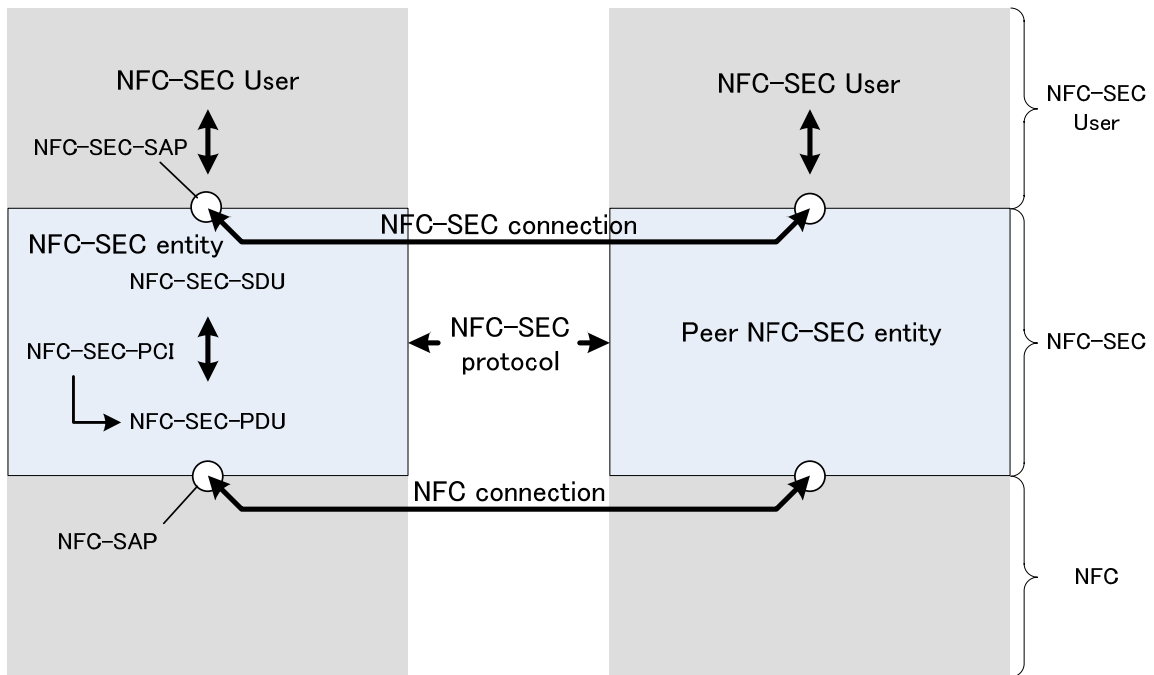 NFC-SEC User
NFC-SEC User
NFC-SEC
User
NFC-SEC-SAP
NFC-SEC connection
NFC-SEC entity
NFC-SEC-SDU
NFC-SEC
protocol
Peer NFC-SEC entity
NFC-SEC
NFC-SEC-PCI
NFC-SEC-PDU
NFC connection
NFC-SAP
NFC